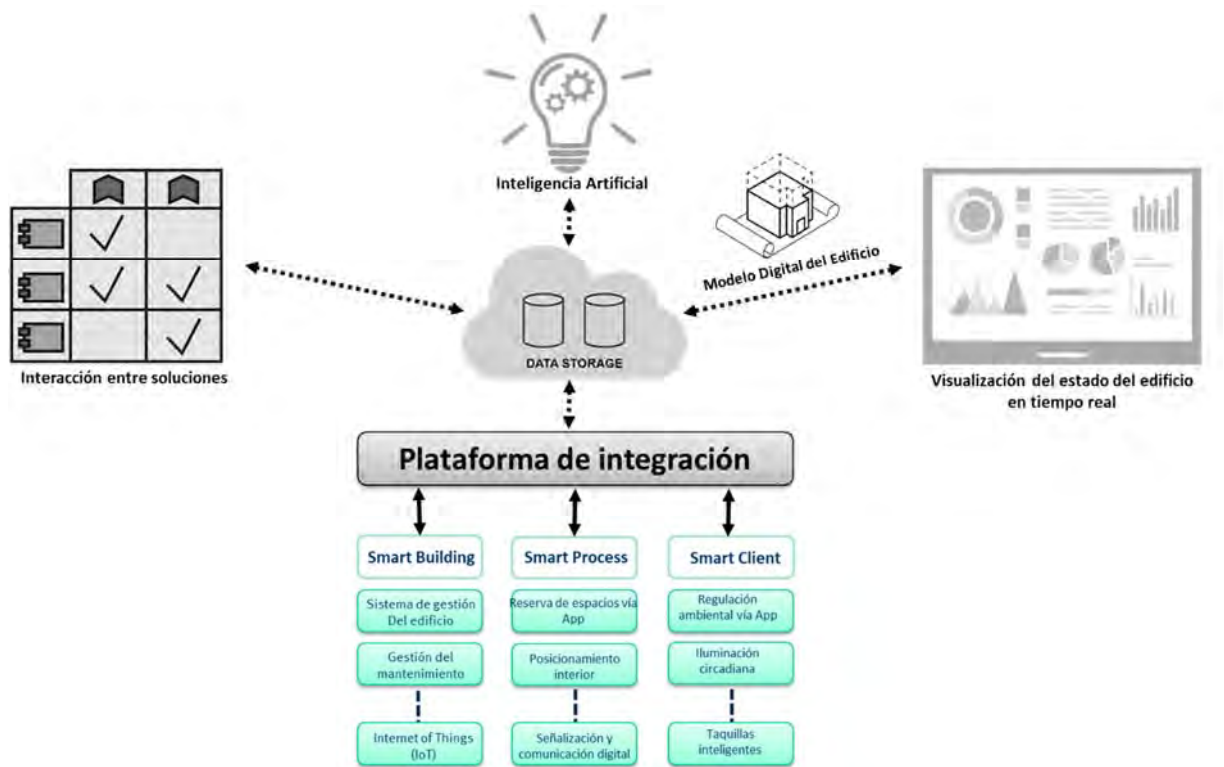 Inteligencia Artificial
Modelo Digital del Edificio
DATA STORAGE
Interacción entre soluciones
Visualización del estado del edificio
en tiempo real
Plataforma de integración
Smart Building
Smart Process
Smart Client
Sistema de gestión
Del edificio
Reserva de espacios vía
App
Regulación
ambiental vía App
Gestión del
mantenimiento
Posicionamiento
interior
Iluminación
circadiana
Internet of Things
(IoT)
Señalización y
comunicación digital
Taquillas
inteligentes